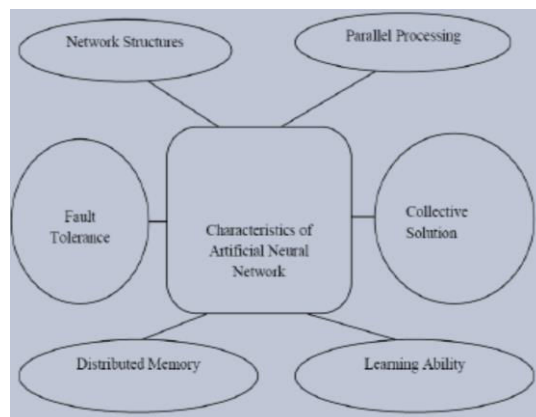 Network Structures
Parallel Processing
Fault
Tolerance
Characteristics of
Artificial Neural
Network
Collective
Solution
Distributed Memory
Learning Ability